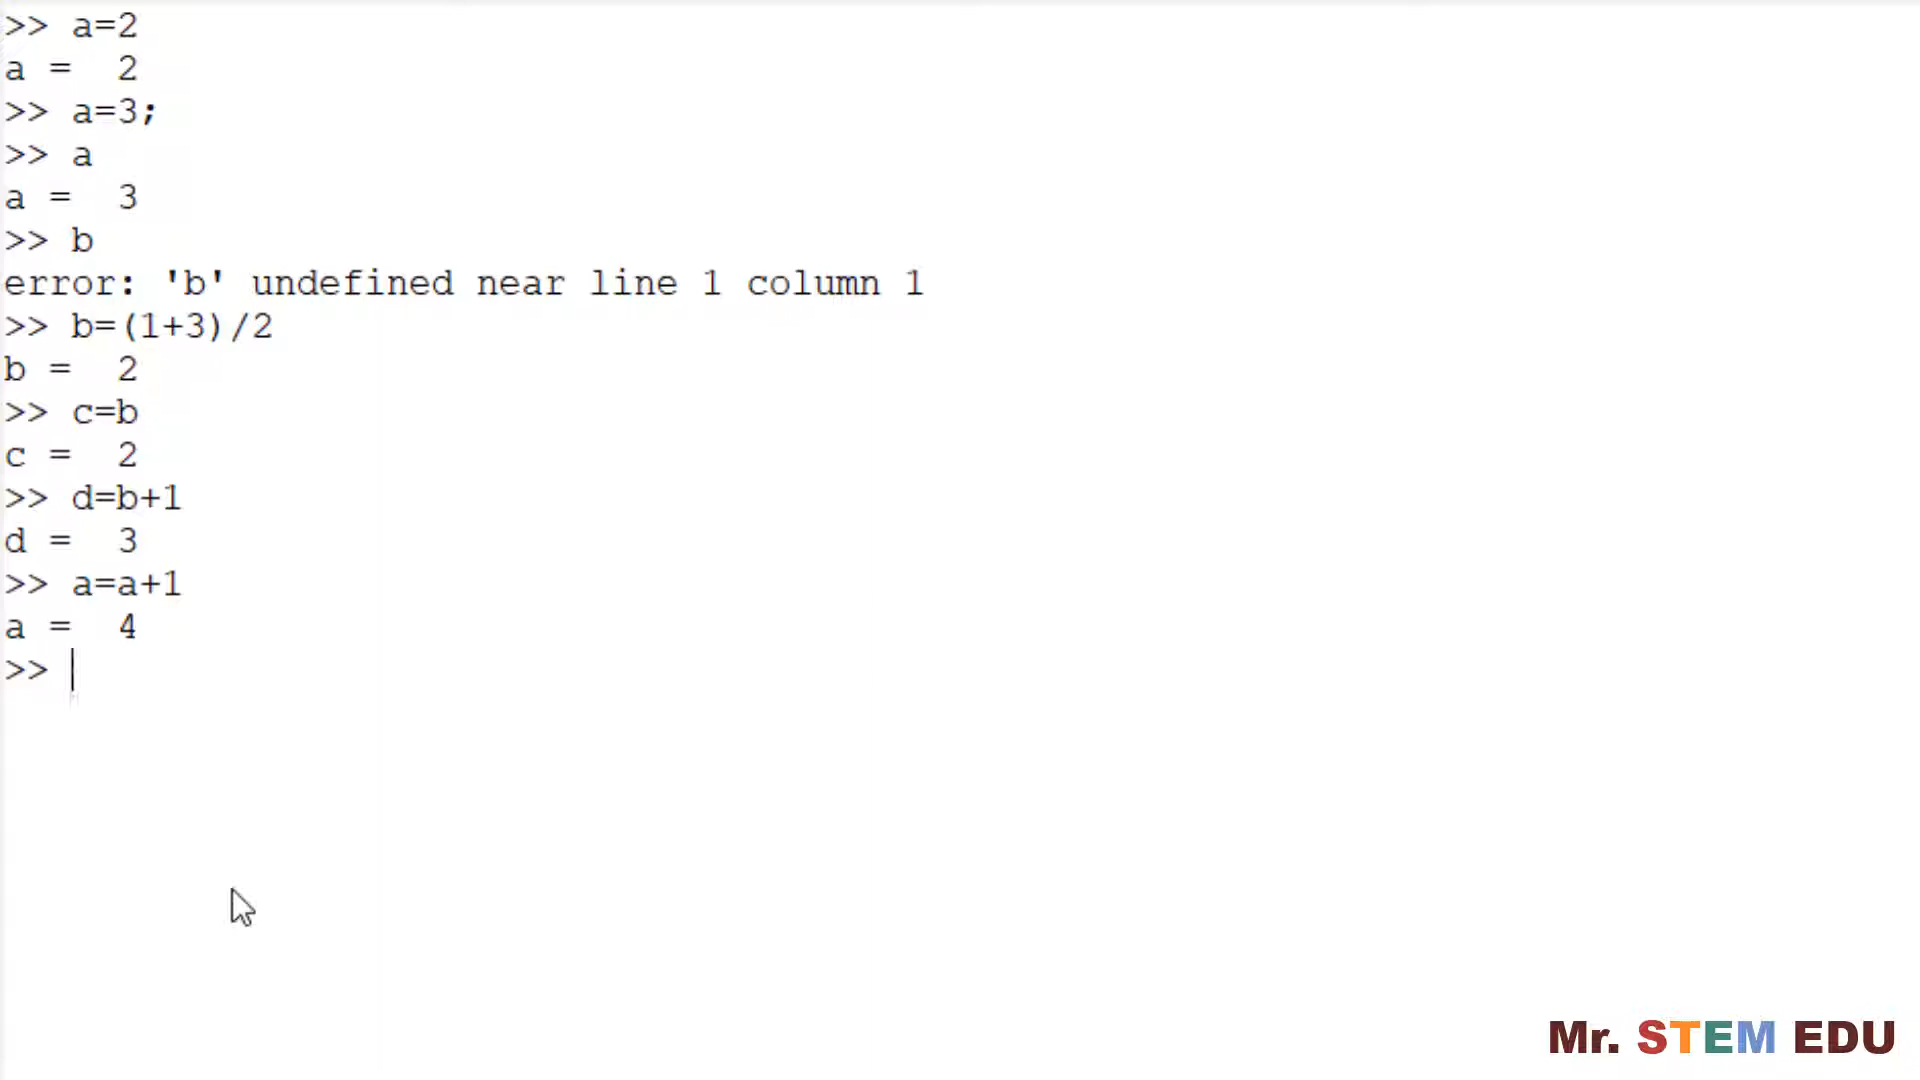 >> a=2
a =  2
>> a=3;
>> a
a =  3
>> b
error: 'b' undefined near line 1 column 1
>> b=(1+3)/2
b =  2
>> c=b
c =  2
>> d=b+1
d =  3
>> a=a+1
a =  4
>>
Mr. STEM EDU